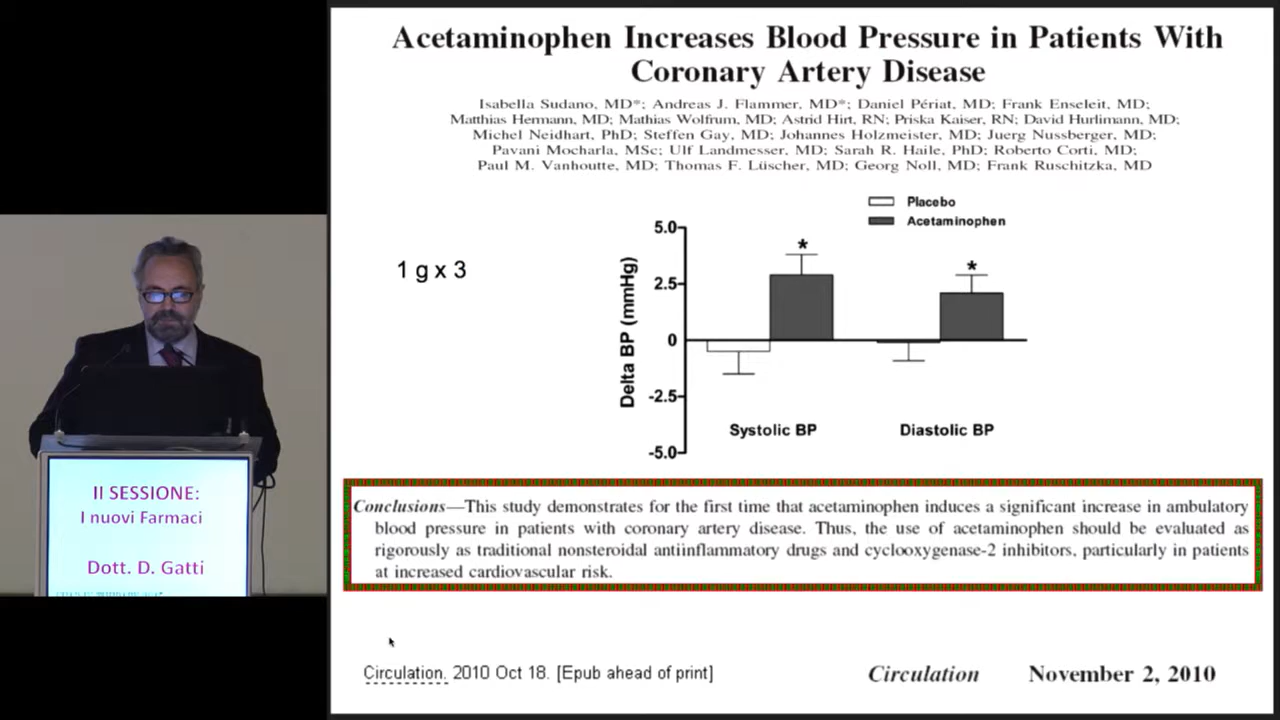 Acetaminophen Increases Blood Pressure in Patients With
Coronary Artery Disease
Isabella Sudano, MD*; Andreas J. Flammer, MD*; Daniel Périat, MD; Frank Enseleit, MD;
Matthias Hermann, MD; Mathias Wolfrum, MD; Astrid Hirt, RN; Priska Kaiser, RN; David Hurlimann, MD;
Michel Neidhart, PhD; Steffen Gay, MD; Johannes Holzmeister, MD; Juerg Nussberger, MD;
Pavani Mocharla, MSc; Ulf Landmesser, MD; Sarah R. Haile, PhD; Roberto Corti, MD;
Paul M. Vanhoutte, MD; Thomas F. Lüscher, MD; Georg Noll, MD; Frank Ruschitzka, MD
1 g x 3
Placebo
Acetaminophen
Delta BP (mmHg)
5.0
2.5
0
-2.5
-5.0
*
*
Systolic BP
Diastolic BP
Conclusions—This study demonstrates for the first time that acetaminophen induces a significant increase in ambulatory
blood pressure in patients with coronary artery disease. Thus, the use of acetaminophen should be evaluated as
rigorously as traditional nonsteroidal antiinflammatory drugs and cyclooxygenase-2 inhibitors, particularly in patients
at increased cardiovascular risk.
Circulation. 2010 Oct 18. [Epub ahead of print]
Circulation November 2, 2010
II SESSIONE:
I nuovi Farmaci
Dott. D. Gatti